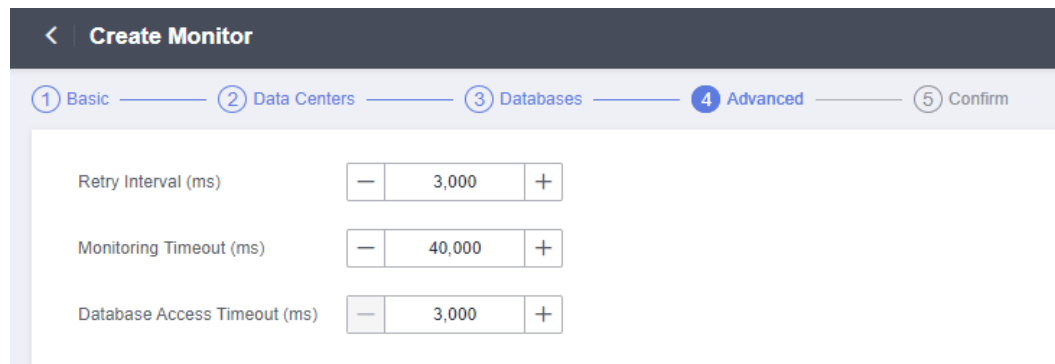 Create Monitor
1 Basic 2 Data Centers 3 Databases 4 Advanced 5 Confirm
Retry Interval (ms) 3,000
Monitoring Timeout (ms) 40,000
Database Access Timeout (ms) 3,000